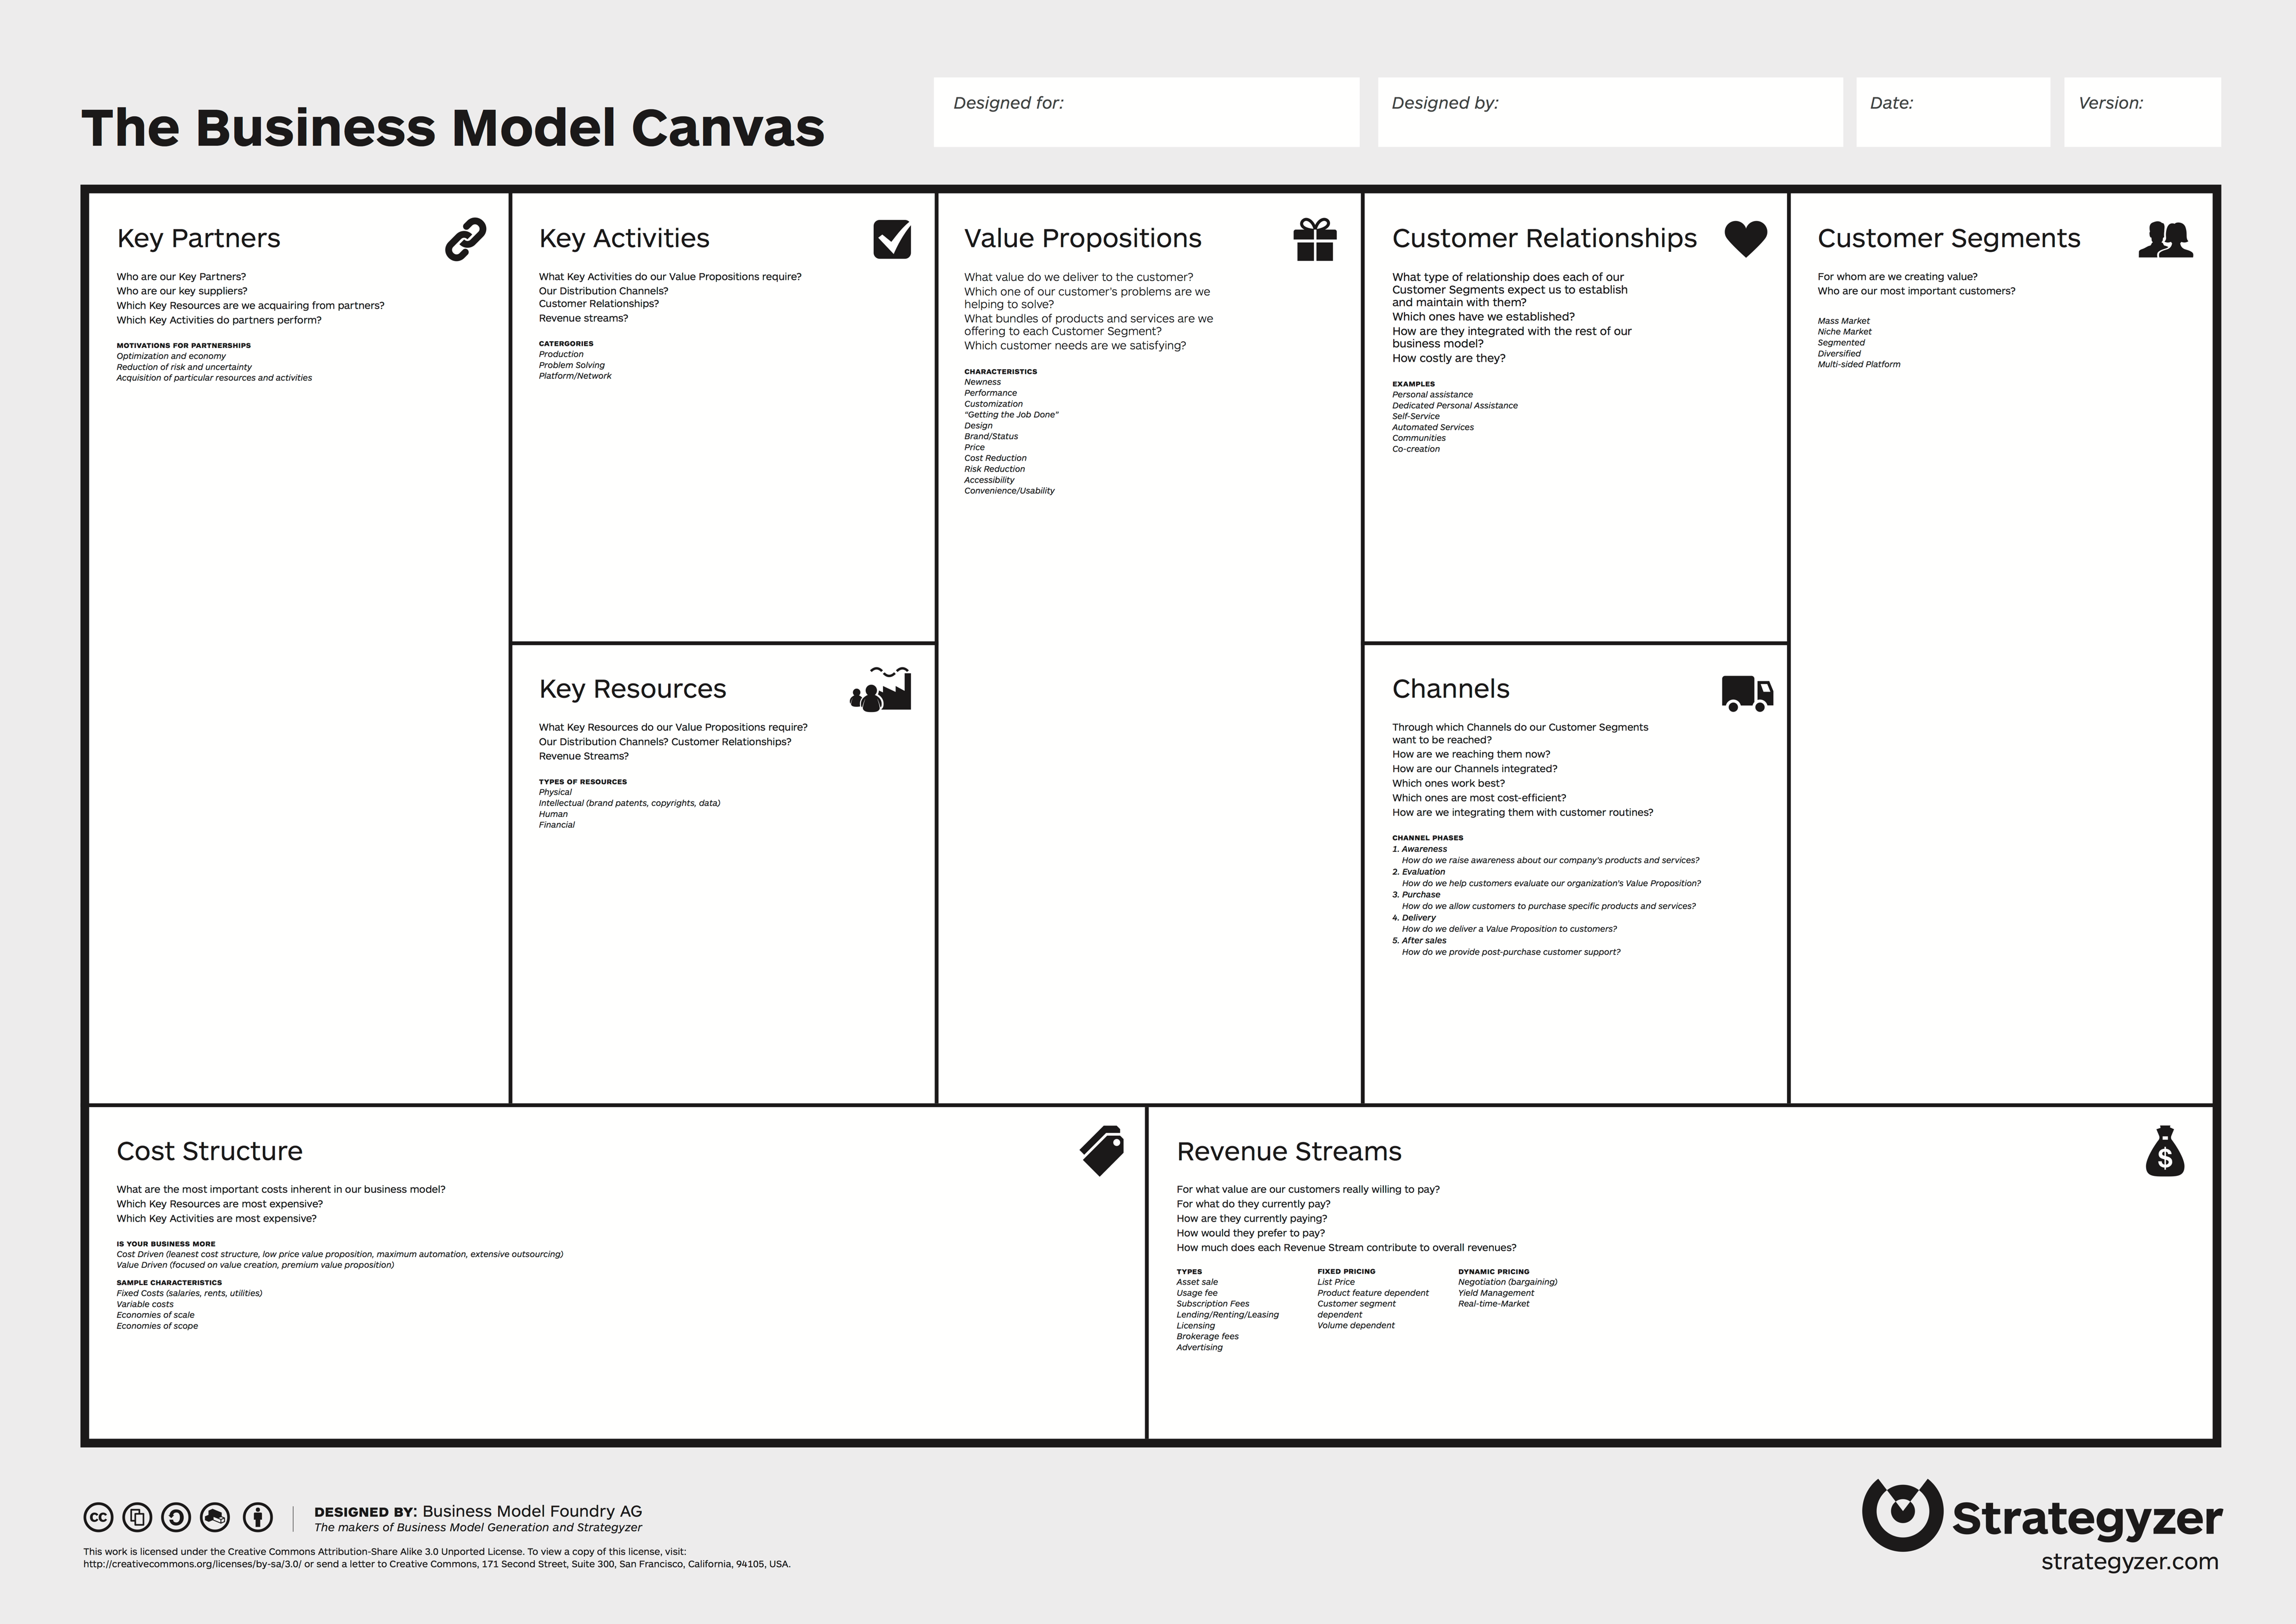 The Business Model Canvas
Designed for:
Designed by:
Date:
Version:
Key Partners
Who are our Key Partners?
Who are our key suppliers?
Which Key Resources are we acquairing from partners?
Which Key Activities do partners perform?
MOTIVATIONS FOR PARTNERSHIPS
Optimization and economy
Reduction of risk and uncertainty
Acquisition of particular resources and activities
Key Activities
What Key Activities do our Value Propositions require?
Our Distribution Channels?
Customer Relationships?
Revenue streams?
CATERGORIES
Production
Problem Solving
Platform/Network
Key Resources
What Key Resources do our Value Propositions require?
Our Distribution Channels? Customer Relationships?
Revenue Streams?
TYPES OF RESOURCES
Physical
Intellectual (brand patents, copyrights, data)
Human
Financial
Value Propositions
What value do we deliver to the customer?
Which one of our customer's problems are we
helping to solve?
What bundles of products and services are we
offering to each Customer Segment?
Which customer needs are we satisfying?
CHARACTERISTICS
Newness
Performance
Customization
"Getting the Job Done"
Design
Brand/Status
Price
Cost Reduction
Risk Reduction
Accessibility
Convenience/Usability
Customer Relationships
What type of relationship does each of our
Customer Segments expect us to establish
and maintain with them?
Which ones have we established?
How are they integrated with the rest of our
business model?
How costly are they?
EXAMPLES
Personal assistance
Dedicated Personal Assistance
Self-Service
Automated Services
Communities
Co-creation
Channels
Through which Channels do our Customer Segments
want to be reached?
How are we reaching them now?
How are our Channels integrated?
Which ones work best?
Which ones are most cost-efficient?
How are we integrating them with customer routines?
CHANNEL PHASES
1. Awareness
How do we raise awareness about our company's products and services?
2. Evaluation
How do we help customers evaluate our organization's Value Proposition?
3. Purchase
How do we allow customers to purchase specific products and services?
4. Delivery
How do we deliver a Value Proposition to customers?
5. After sales
How do we provide post-purchase customer support?
Customer Segments
For whom are we creating value?
Who are our most important customers?
Mass Market
Niche Market
Segmented
Diversified
Multi-sided Platform
Cost Structure
What are the most important costs inherent in our business model?
Which Key Resources are most expensive?
Which Key Activities are most expensive?
IS YOUR BUSINESS MORE
Cost Driven (leanest cost structure, low price value proposition, maximum automation, extensive outsourcing)
Value Driven (focused on value creation, premium value proposition)
SAMPLE CHARACTERISTICS
Fixed Costs (salaries, rents, utilities)
Variable costs
Economies of scale
Economies of scope
Revenue Streams
$
For what value are our customers really willing to pay?
For what do they currently pay?
How are they currently paying?
How would they prefer to pay?
How much does each Revenue Stream contribute to overall revenues?
TYPES
Asset sale
Usage fee
Subscription Fees
Lending/Renting/Leasing
Licensing
Brokerage fees
Advertising
FIXED PRICING
List Price
Product feature dependent
Customer segment
dependent
Volume dependent
DYNAMIC PRICING
Negotiation (bargaining)
Yield Management
Real-time-Market
cc
DESIGNED BY: Business Model Foundry AG
The makers of Business Model Generation and Strategyzer
This work is licensed under the Creative Commons Attribution-Share Alike 3.0 Unported License. To view a copy of this license, visit:
http://creativecommons.org/licenses/by-sa/3.0/ or send a letter to Creative Commons, 171 Second Street, Suite 300, San Francisco, California, 94105, USA.
Strategyzer
strategyzer.com